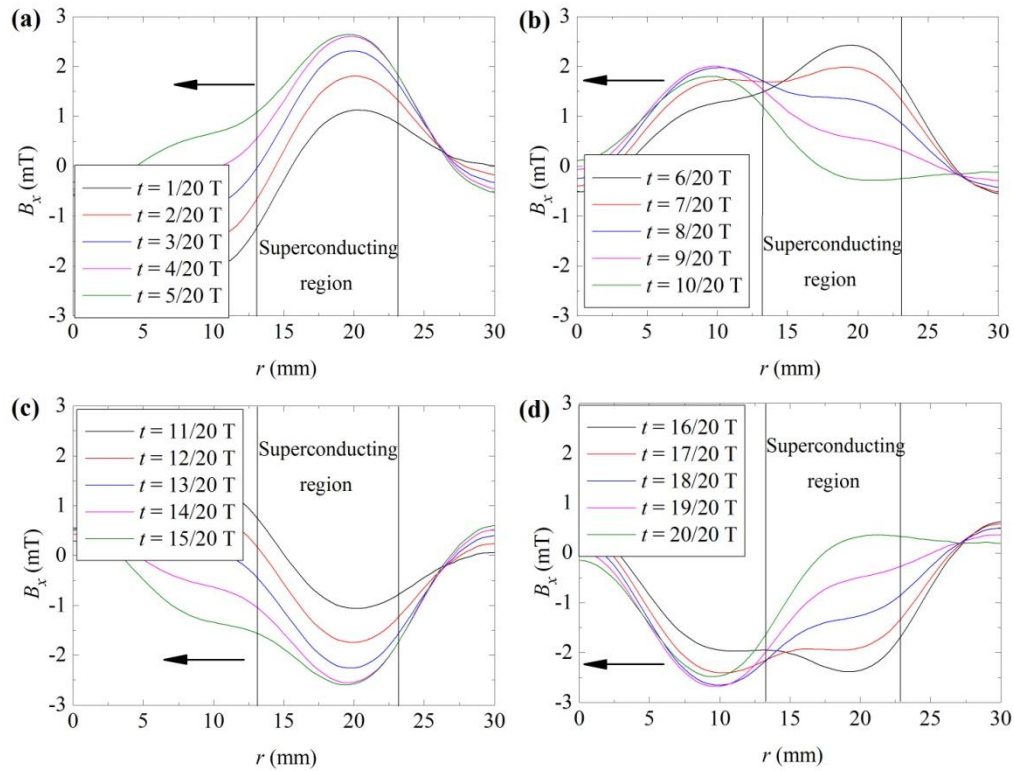 (a)
3
2
1
0
-1
-2
-3
B_x (mT)
t = 1/20 T
t = 2/20 T
t = 3/20 T
t = 4/20 T
t = 5/20 T
Superconducting
region
0 5 10 15 20 25 30
r (mm)
(b)
3
2
1
0
-1
-2
-3
B_x (mT)
t = 6/20 T
t = 7/20 T
t = 8/20 T
t = 9/20 T
t = 10/20 T
Superconducting
region
0 5 10 15 20 25 30
r (mm)
(c)
3
2
1
0
-1
-2
-3
B_x (mT)
t = 11/20 T
t = 12/20 T
t = 13/20 T
t = 14/20 T
t = 15/20 T
Superconducting
region
0 5 10 15 20 25 30
r (mm)
(d)
3
2
1
0
-1
-2
-3
B_x (mT)
t = 16/20 T
t = 17/20 T
t = 18/20 T
t = 19/20 T
t = 20/20 T
Superconducting
region
0 5 10 15 20 25 30
r (mm)